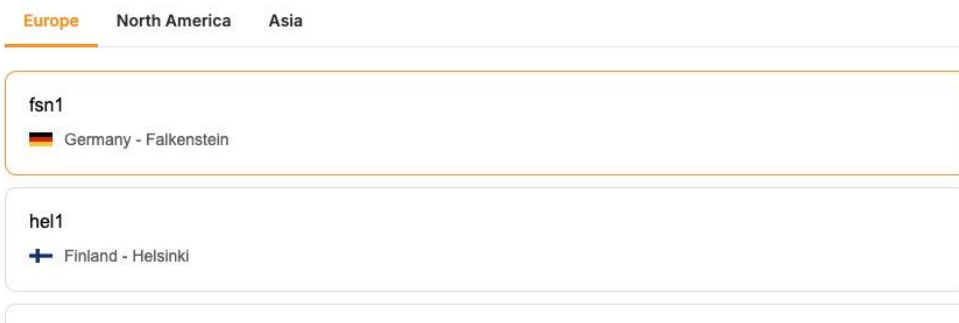 Europe North America Asia
fsn1
Germany - Falkenstein
hel1
Finland - Helsinki